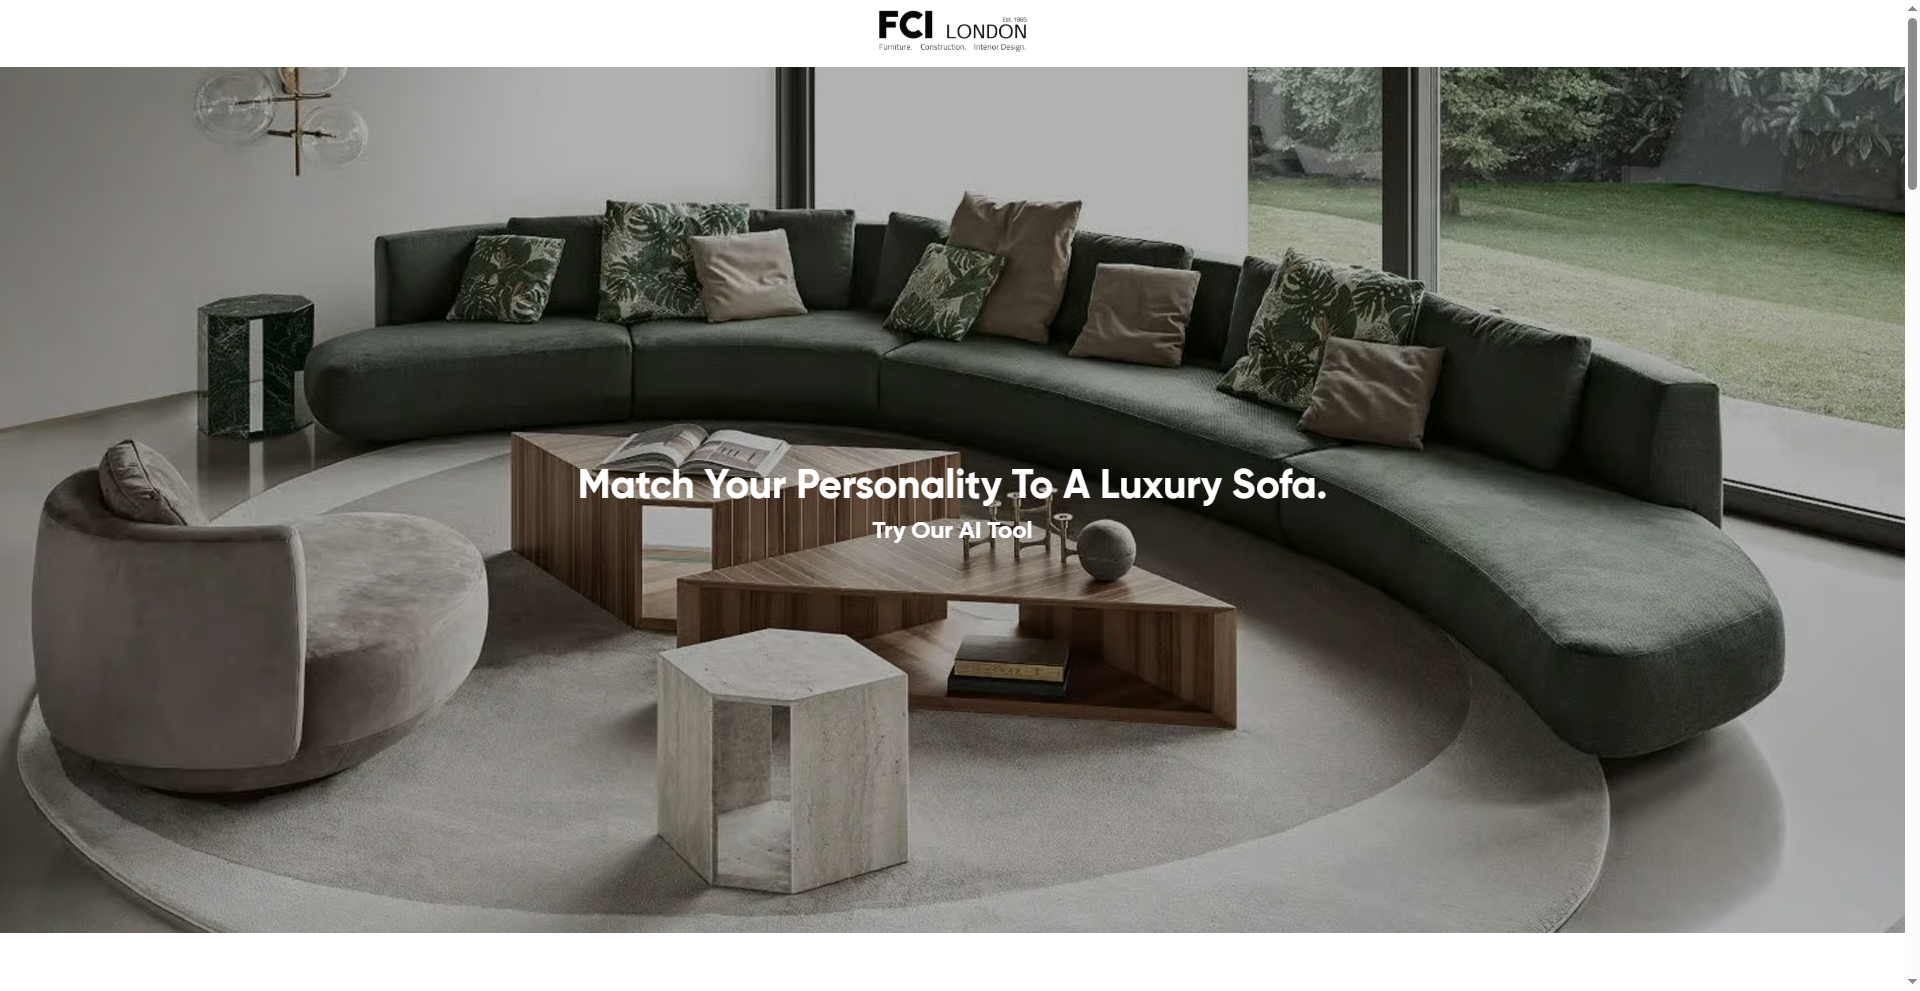 FCI LONDON
Est. 1985
Furniture. Construction. Interior Design.
Match Your Personality To A Luxury Sofa.
Try Our AI Tool